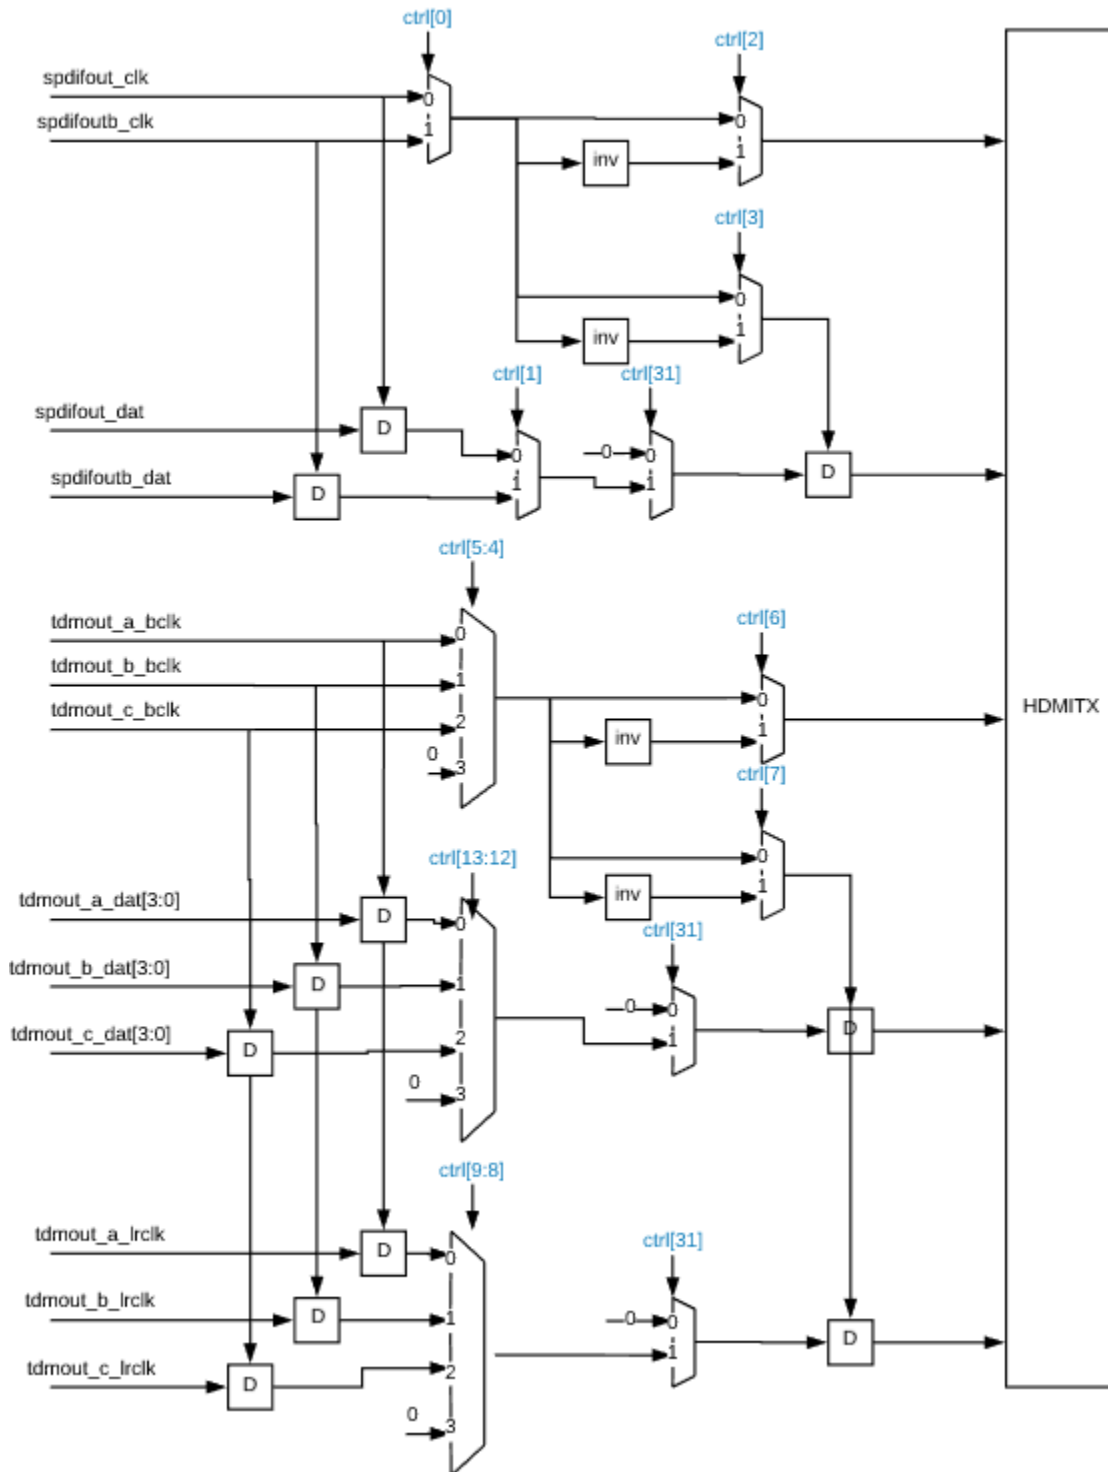 ctrl[0]
ctrl[2]
spdifout_clk
0
spdifoutb_clk
1
0
inv
1
ctrl[3]
0
inv
1
ctrl[1]
ctrl[31]
spdifout_dat
D
0
0
0
D
spdifoutb_dat
D
1
1
ctrl[5:4]
tdmout_a_bclk
0
ctrl[6]
tdmout_b_bclk
1
0
tdmout_c_bclk
2
HDMITX
inv
1
0
3
ctrl[7]
ctrl[13:12]
0
tdmout_a_dat[3:0]
D
0
inv
1
ctrl[31]
tdmout_b_dat[3:0]
D
1
0
0
tdmout_c_dat[3:0]
D
2
1
D
0
3
ctrl[9:8]
tdmout_a_lrclk
D
0
ctrl[31]
tdmout_b_lrclk
D
1
0
0
D
tdmout_c_lrclk
D
2
1
0
3